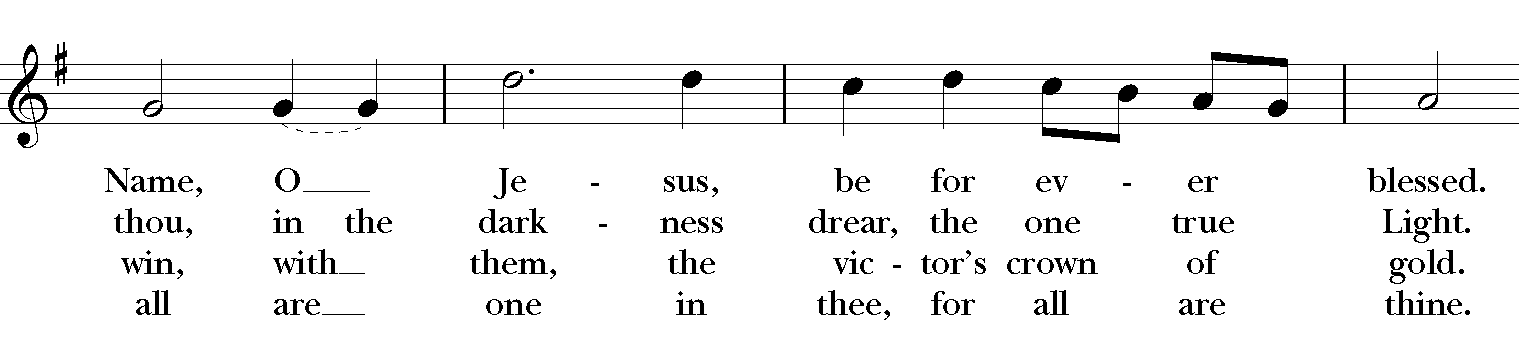 Name, O Je - sus, be for ev - er blessed.
thou, in the dark - ness drear, the one true Light.
win, with them, the vic - tor's crown of gold.
all are one in thee, for all are thine.